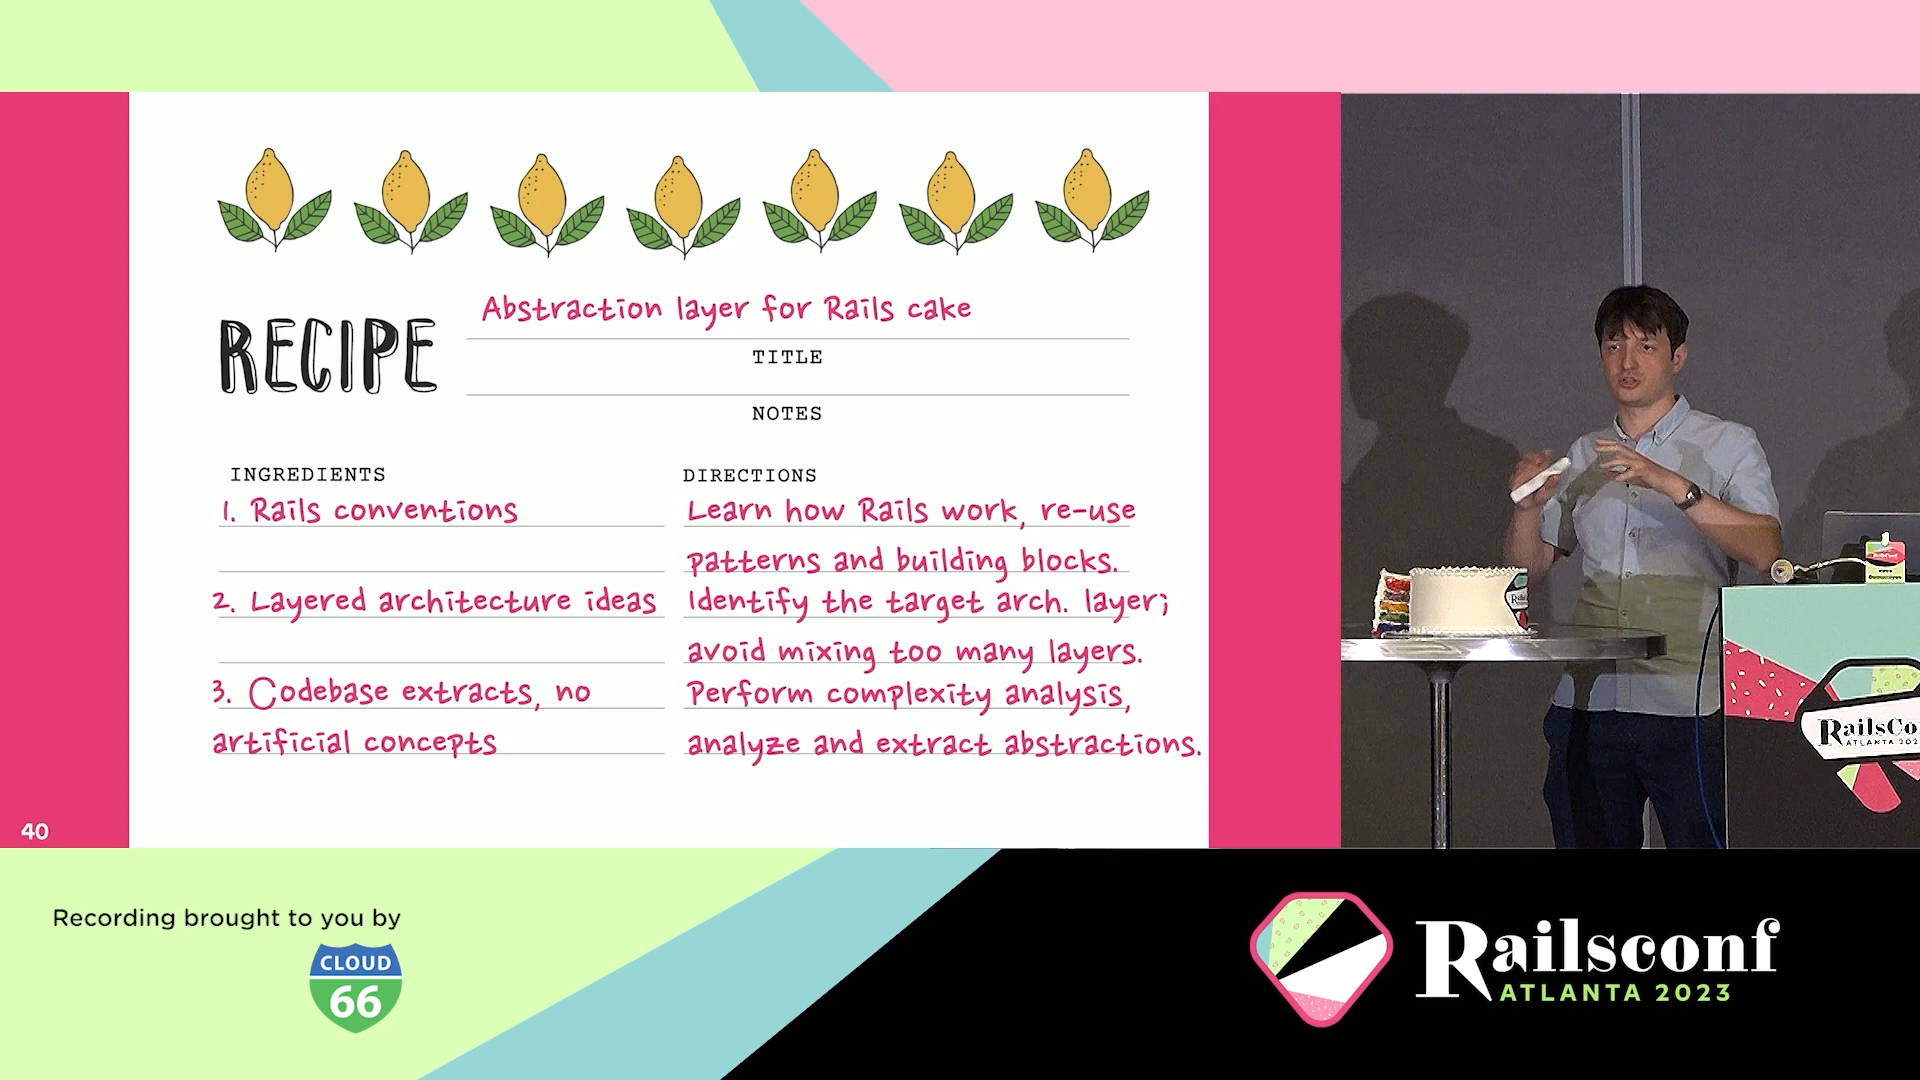 RECIPE
Abstraction layer for Rails cake
TITLE
NOTES
INGREDIENTS
1. Rails conventions
2. Layered architecture ideas
3. Codebase extracts, no
artificial concepts
DIRECTIONS
Learn how Rails work, re-use
patterns and building blocks.
Identify the target arch. layer;
avoid mixing too many layers.
Perform complexity analysis,
analyze and extract abstractions.
40
RailsCo
ATLANTA 202
Recording brought to you by
CLOUD
66
Railsconf
ATLANTA 2023